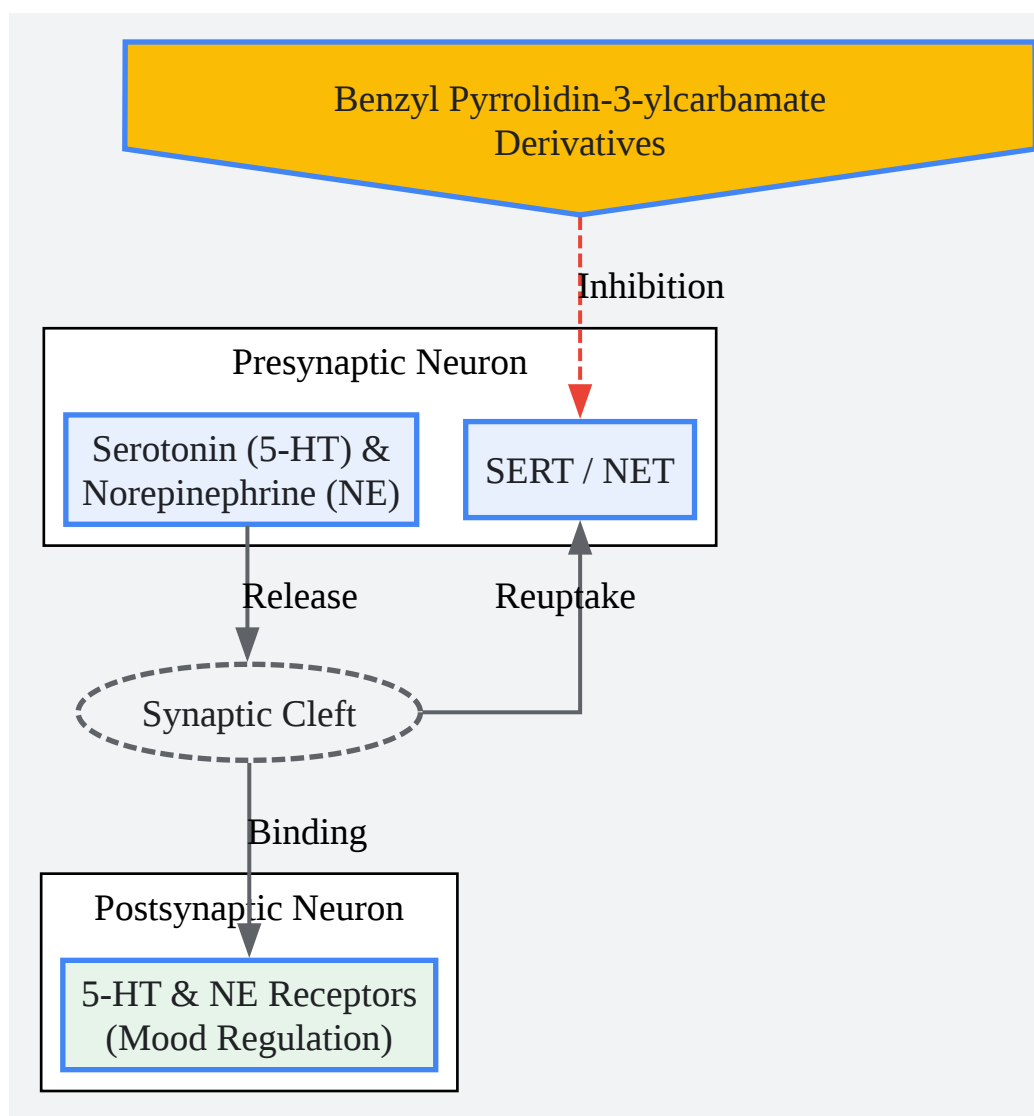 Benzyl Pyrrolidin-3-ylcarbamate
Derivatives
Inhibition
Presynaptic Neuron
Serotonin (5-HT) &
Norepinephrine (NE)
SERT / NET
Release
Reuptake
Synaptic Cleft
Binding
Postsynaptic Neuron
5-HT & NE Receptors
(Mood Regulation)